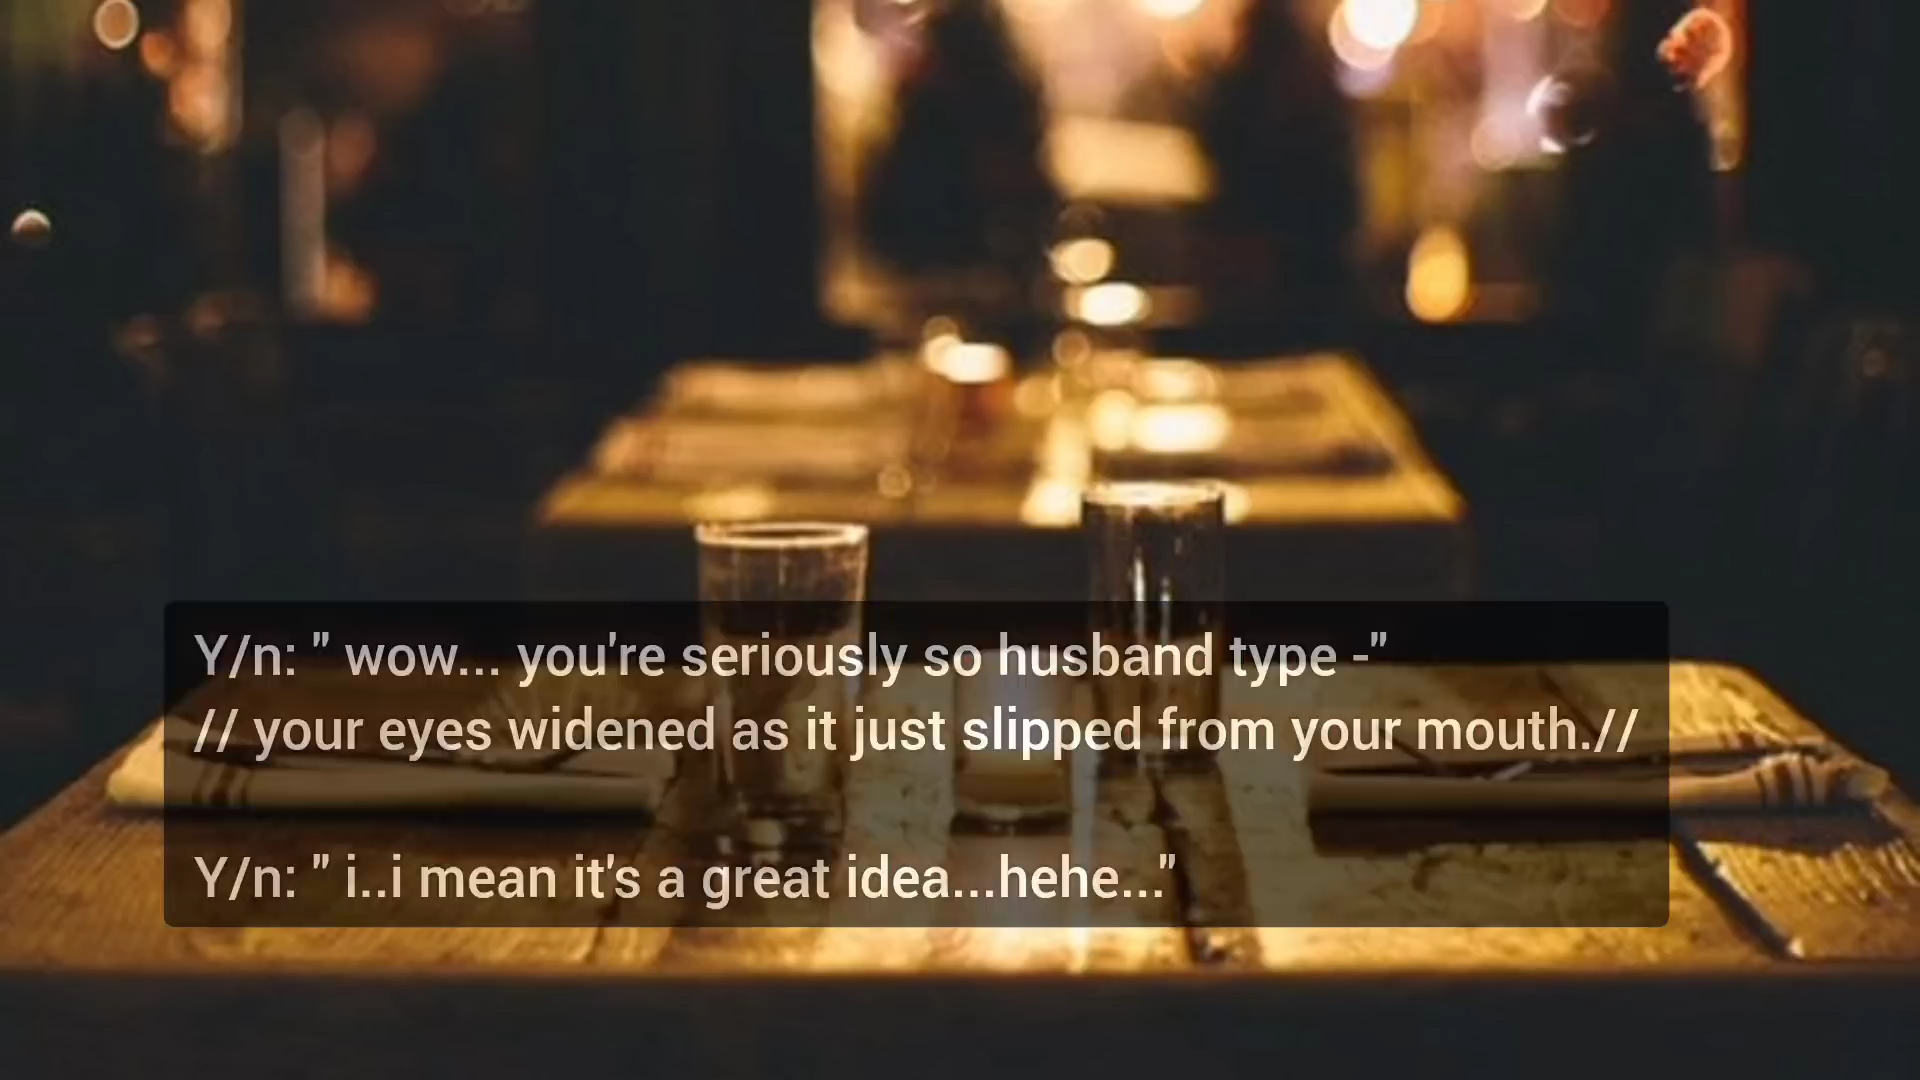 Y/n: " wow... you're seriously so husband type -"
// your eyes widened as it just slipped from your mouth.//
Y/n: " i..i mean it's a great idea...hehe..."